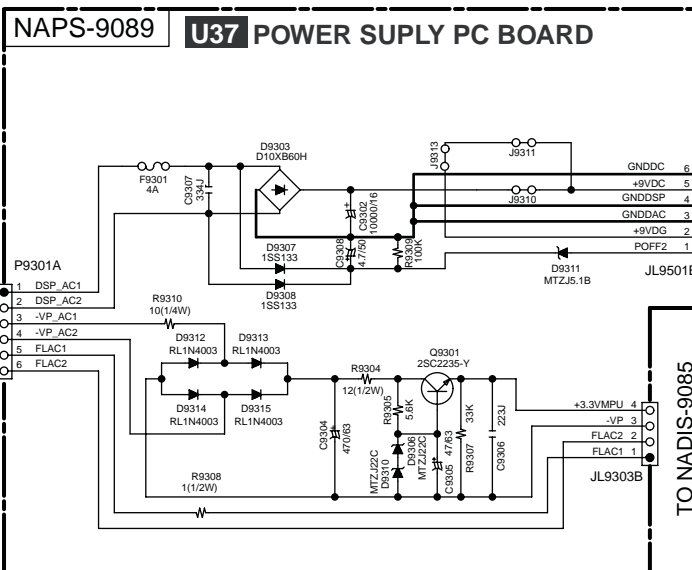 NAPS-9089
U37 POWER SUPLY PC BOARD
D9303
D10XB60H
F9301
4A
C9307
334J
J9313
J9311
J9310
C9302
10000/16
C9308
4.7/50
R9309
100K
D9307
1SS133
D9308
1SS133
D9311
MTZJ5.1B
GNDDC 6
+9VDC 5
GNDDSP 4
GNDDAC 3
+9VDG 2
POFF2 1
JL9501B
P9301A
1 DSP_AC1
2 DSP_AC2
3 -VP_AC1
4 -VP_AC2
5 FLAC1
6 FLAC2
R9310
10(1/4W)
D9312
RL1N4003
D9313
RL1N4003
D9314
RL1N4003
D9315
RL1N4003
R9304
12(1/2W)
Q9301
2SC2235-Y
C9304
470/63
R9305
5.6K
D9306
MTZJ22C
D9310
MTZJ22C
C9305
47/63
R9307
33K
C9306
223J
R9308
1(1/2W)
+3.3VMPU 4
-VP 3
FLAC2 2
FLAC1 1
JL9303B
TO NADIS-9085